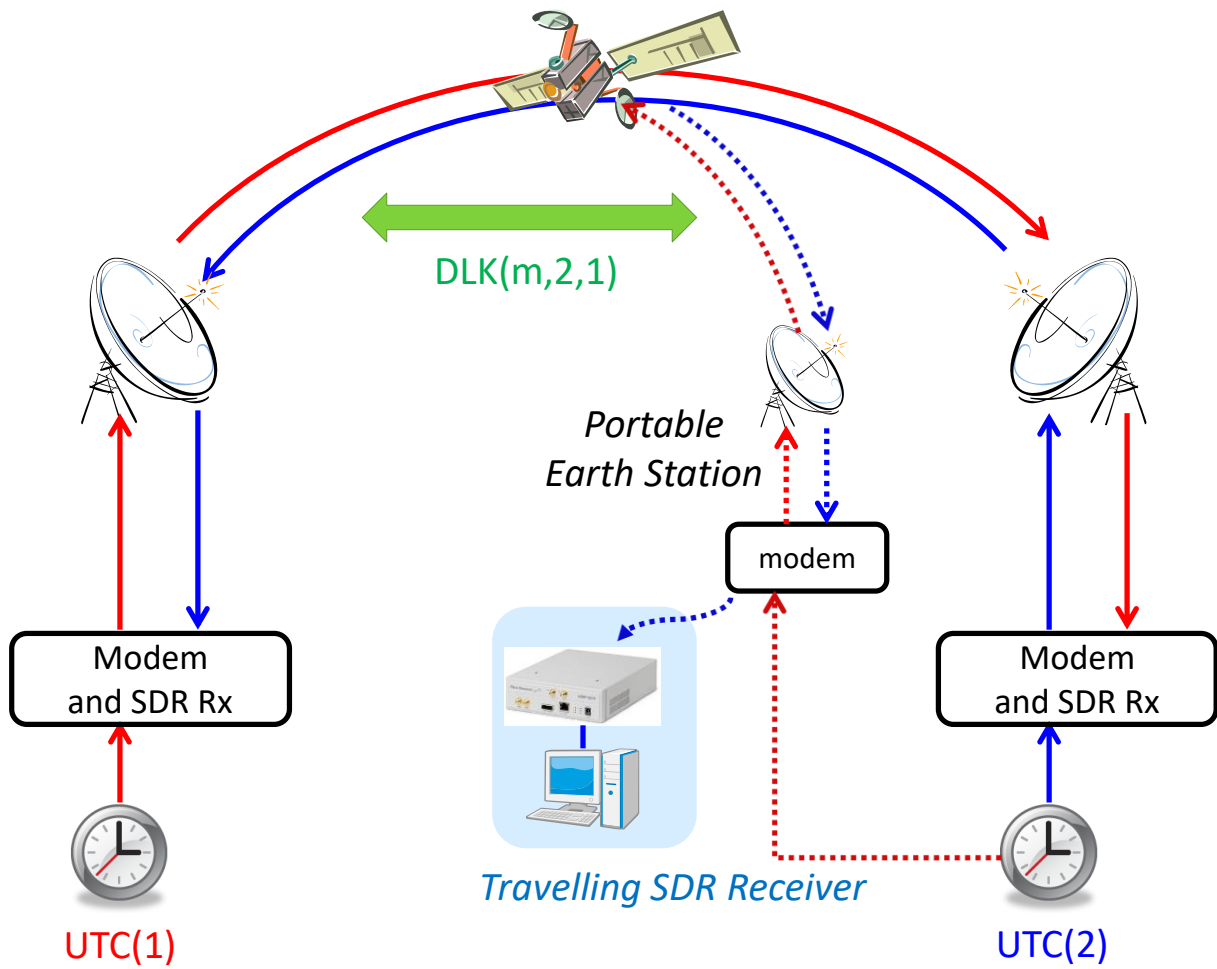 DLK(m,2,1)
Portable
Earth Station
modem
Modem
and SDR Rx
Modem
and SDR Rx
Travelling SDR Receiver
UTC(1)
UTC(2)